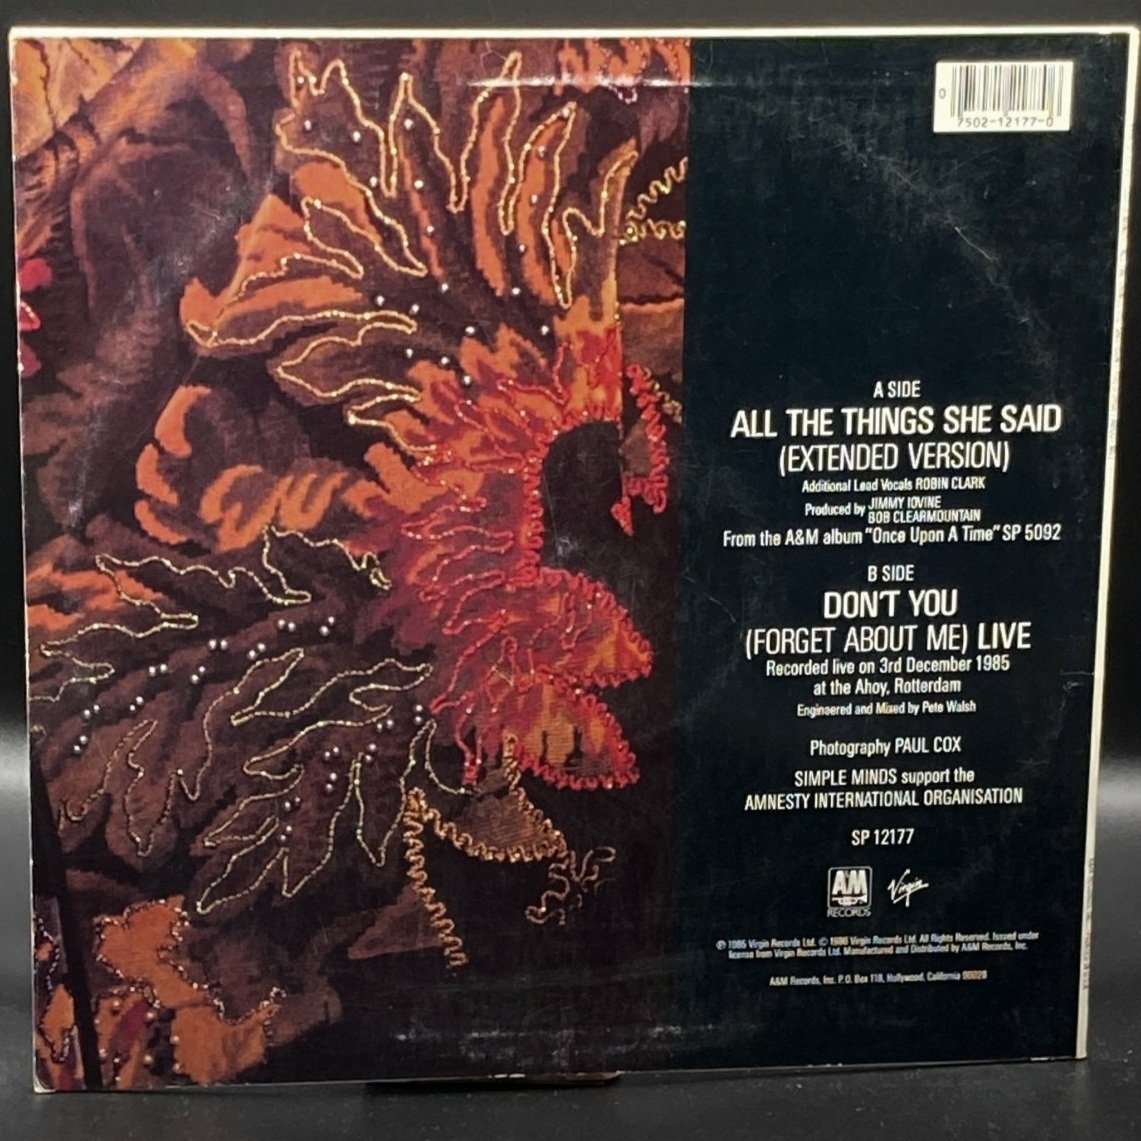 0
7502-12177-0
A SIDE
ALL THE THINGS SHE SAID
(EXTENDED VERSION)
Additional Lead Vocals ROBIN CLARK
Produced by JIMMY IOVINE
BOB CLEARMOUNTAIN
From the A&M album "Once Upon A Time" SP 5092
B SIDE
DON'T YOU
(FORGET ABOUT ME) LIVE
Recorded live on 3rd December 1985
at the Ahoy, Rotterdam
Engineered and Mixed by Pete Walsh
Photography PAUL COX
SIMPLE MINDS support the
AMNESTY INTERNATIONAL ORGANISATION
SP 12177
A&M
RECORDS
Virgin
℗ 1985 Virgin Records Ltd. © 1986 Virgin Records Ltd. All Rights Reserved. Issued under
license from Virgin Records Ltd. Manufactured and Distributed by A&M Records, Inc.
A&M Records, Inc. P.O. Box 118, Hollywood, California 90028